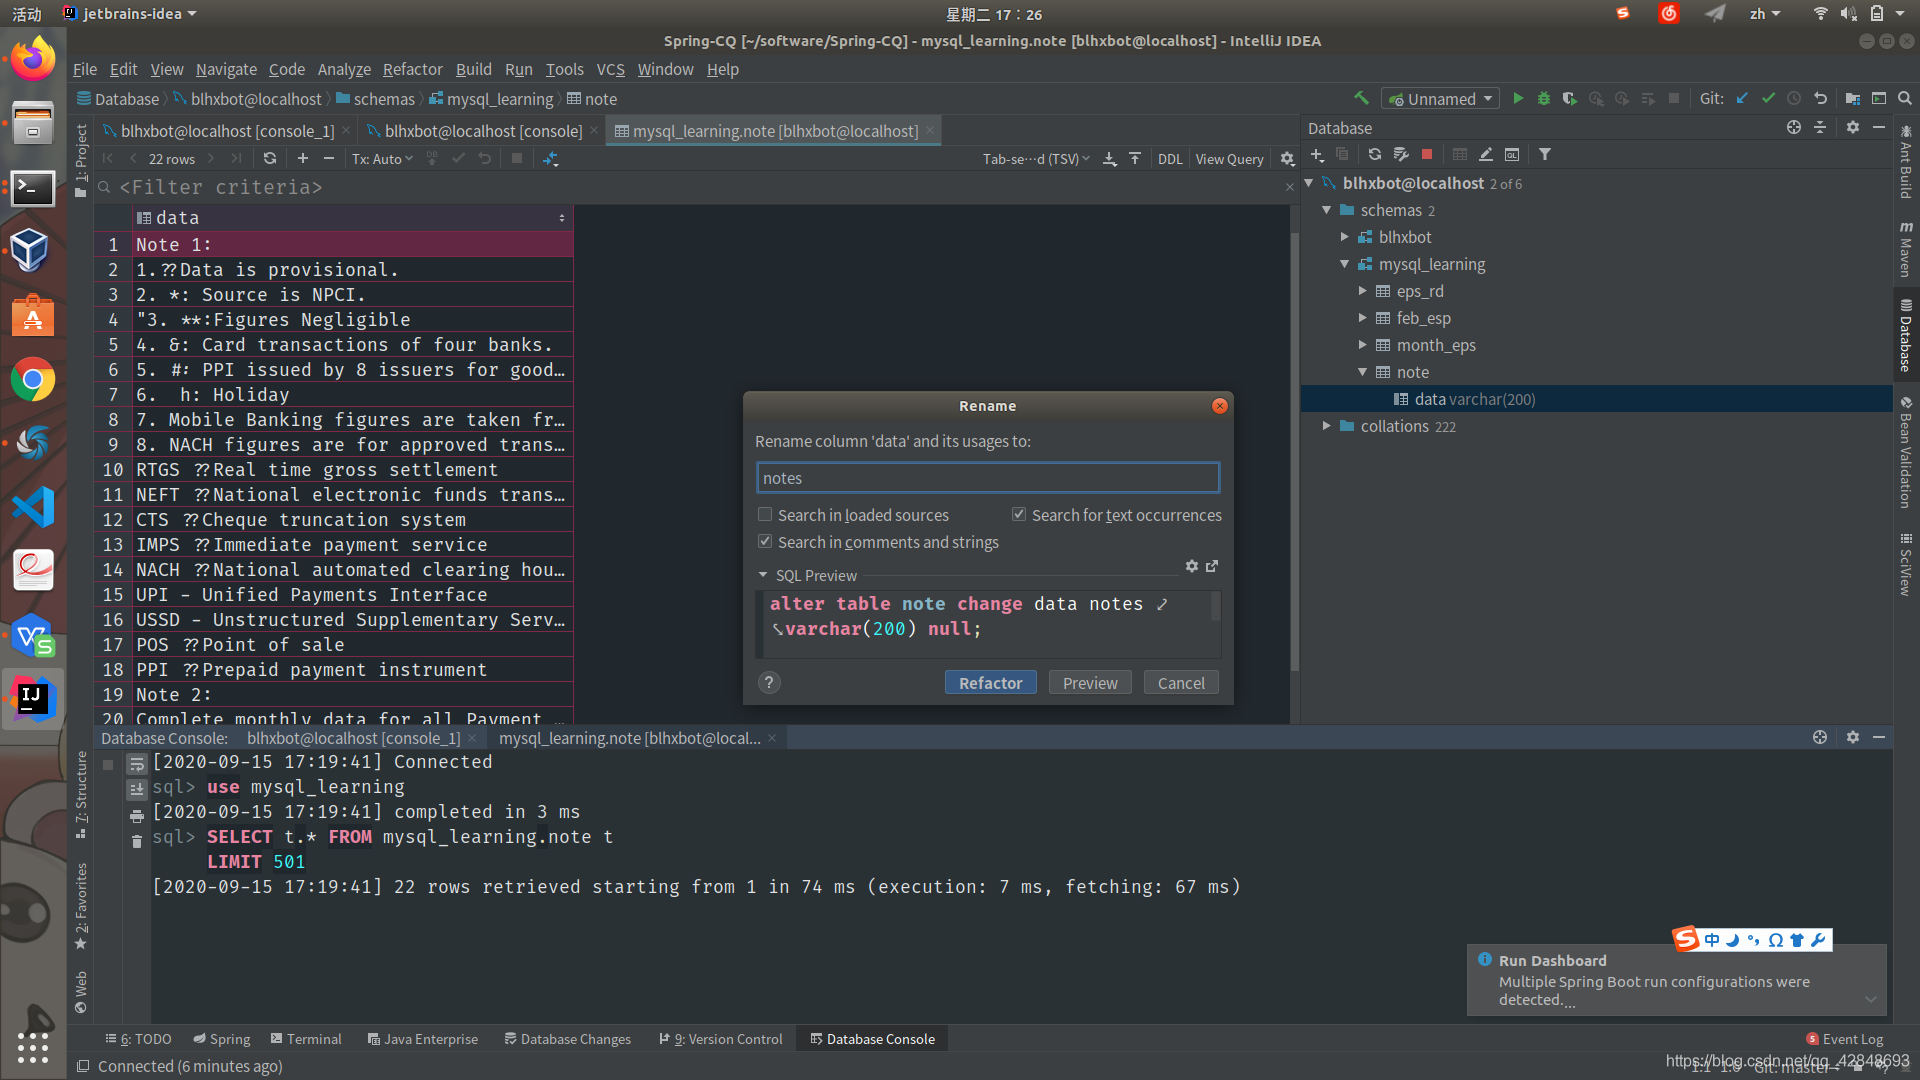 活动 jetbrains-idea 星期二 17：26 zh
Spring-CQ [~/software/Spring-CQ] - mysql_learning.note [blhxbot@localhost] - IntelliJ IDEA
File Edit View Navigate Code Analyze Refactor Build Run Tools VCS Window Help
Database blhxbot@localhost schemas mysql_learning note Unnamed Git:
blhxbot@localhost [console_1] blhxbot@localhost [console] mysql_learning.note [blhxbot@localhost]
22 rows Tx: Auto Tab-se…d (TSV) DDL View Query
<Filter criteria>
data
1 Note 1:
2 1.⁇Data is provisional.
3 2. *: Source is NPCI.
4 "3. **:Figures Negligible
5 4. &: Card transactions of four banks.
6 5. #: PPI issued by 8 issuers for good…
7 6.  h: Holiday
8 7. Mobile Banking figures are taken fr…
9 8. NACH figures are for approved trans…
10 RTGS ⁇Real time gross settlement
11 NEFT ⁇National electronic funds trans…
12 CTS ⁇Cheque truncation system
13 IMPS ⁇Immediate payment service
14 NACH ⁇National automated clearing hou…
15 UPI - Unified Payments Interface
16 USSD - Unstructured Supplementary Serv…
17 POS ⁇Point of sale
18 PPI ⁇Prepaid payment instrument
19 Note 2:
20 Complete monthly data for all Payment …
Rename
Rename column 'data' and its usages to:
notes
Search in loaded sources Search for text occurrences
Search in comments and strings
SQL Preview
alter table note change data notes
varchar(200) null;
? Refactor Preview Cancel
Database
blhxbot@localhost 2 of 6
schemas 2
blhxbot
mysql_learning
eps_rd
feb_esp
month_eps
note
data varchar(200)
collations 222
1: Project
7: Structure
2: Favorites
Web
Ant Build
Maven
Database
Bean Validation
SciView
Database Console: blhxbot@localhost [console_1] mysql_learning.note [blhxbot@local...
[2020-09-15 17:19:41] Connected
sql> use mysql_learning
[2020-09-15 17:19:41] completed in 3 ms
sql> SELECT t.* FROM mysql_learning.note t
LIMIT 501
[2020-09-15 17:19:41] 22 rows retrieved starting from 1 in 74 ms (execution: 7 ms, fetching: 67 ms)
中
Run Dashboard
Multiple Spring Boot run configurations were
detected....
6: TODO Spring Terminal Java Enterprise Database Changes 9: Version Control Database Console 5 Event Log
Connected (6 minutes ago) 1:1 Git: master
https://blog.csdn.net/qq_42848693